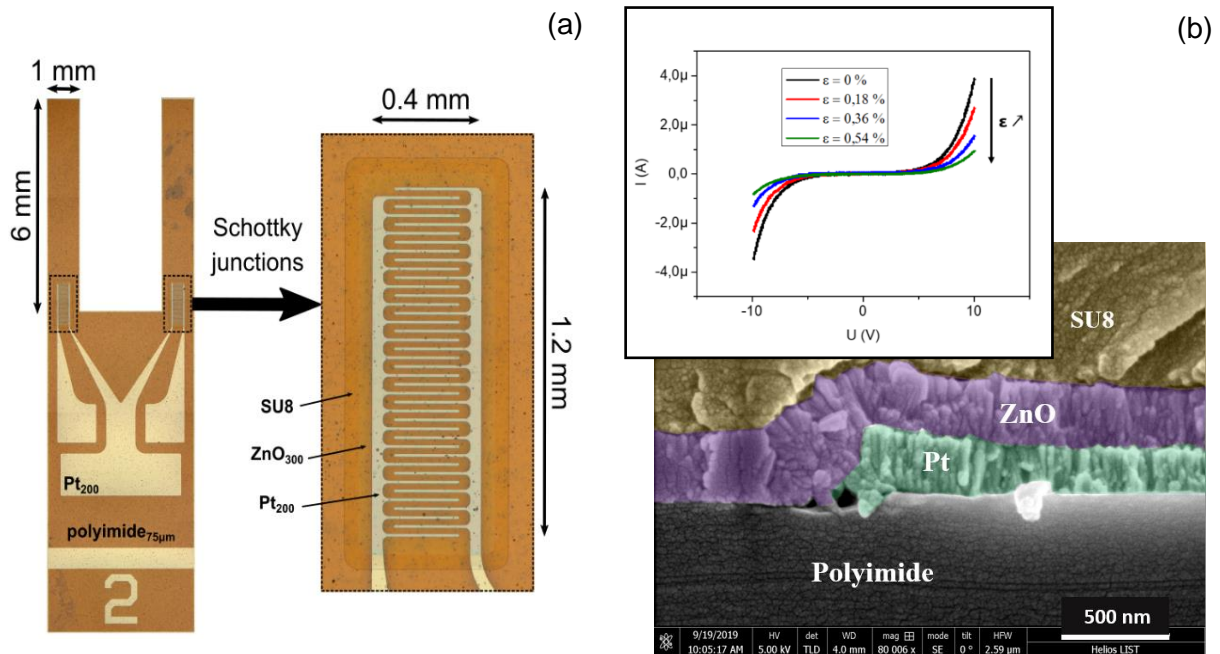 (a)
1 mm
6 mm
0.4 mm
1.2 mm
Schottky
junctions
SU8
ZnO300
Pt200
Pt200
polyimide75µm
2
(b)
4,0µ
2,0µ
0,0
-2,0µ
-4,0µ
I (A)
ε = 0 %
ε = 0,18 %
ε = 0,36 %
ε = 0,54 %
ε ↗
-10
0
10
U (V)
SU8
ZnO
Pt
Polyimide
500 nm
9/19/2019 HV det WD mag ⊞ mode tilt HFW
10:05:17 AM 5.00 kV TLD 4.0 mm 80 006 x SE 0 ° 2.59 µm Helios LIST